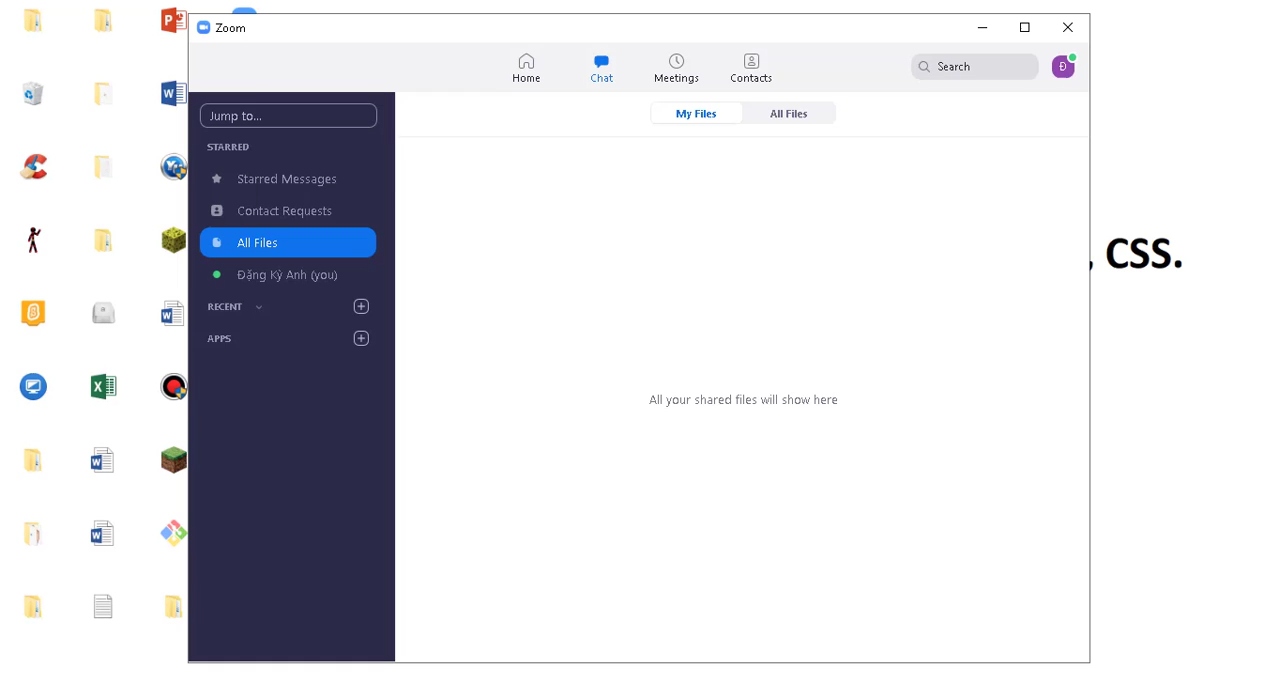 Zoom
Home
Chat
Meetings
Contacts
Search
Đ
Jump to...
My Files
All Files
STARRED
Starred Messages
Contact Requests
All Files
Đặng Kỳ Anh (you)
RECENT
APPS
All your shared files will show here
, CSS.